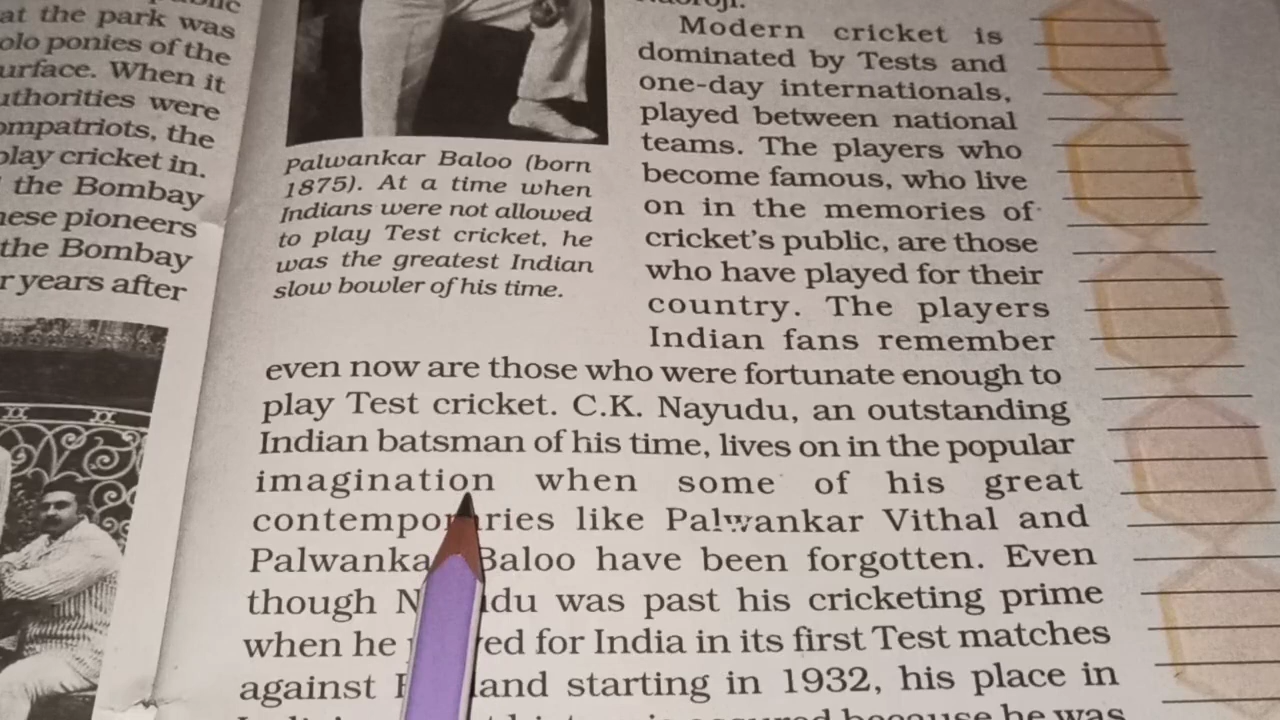 at the park was
olo ponies of the
urface. When it
uthorities were
ompatriots, the
play cricket in.
the Bombay
hese pioneers
the Bombay
r years after
Palwankar Baloo (born
1875). At a time when
Indians were not allowed
to play Test cricket, he
was the greatest Indian
slow bowler of his time.
Modern cricket is
dominated by Tests and
one-day internationals,
played between national
teams. The players who
become famous, who live
on in the memories of
cricket's public, are those
who have played for their
country. The players
Indian fans remember
even now are those who were fortunate enough to
play Test cricket. C.K. Nayudu, an outstanding
Indian batsman of his time, lives on in the popular
imagination when some of his great
contemporaries like Palwankar Vithal and
Palwanka Baloo have been forgotten. Even
though N du was past his cricketing prime
when he ed for India in its first Test matches
against land starting in 1932, his place in
because he was